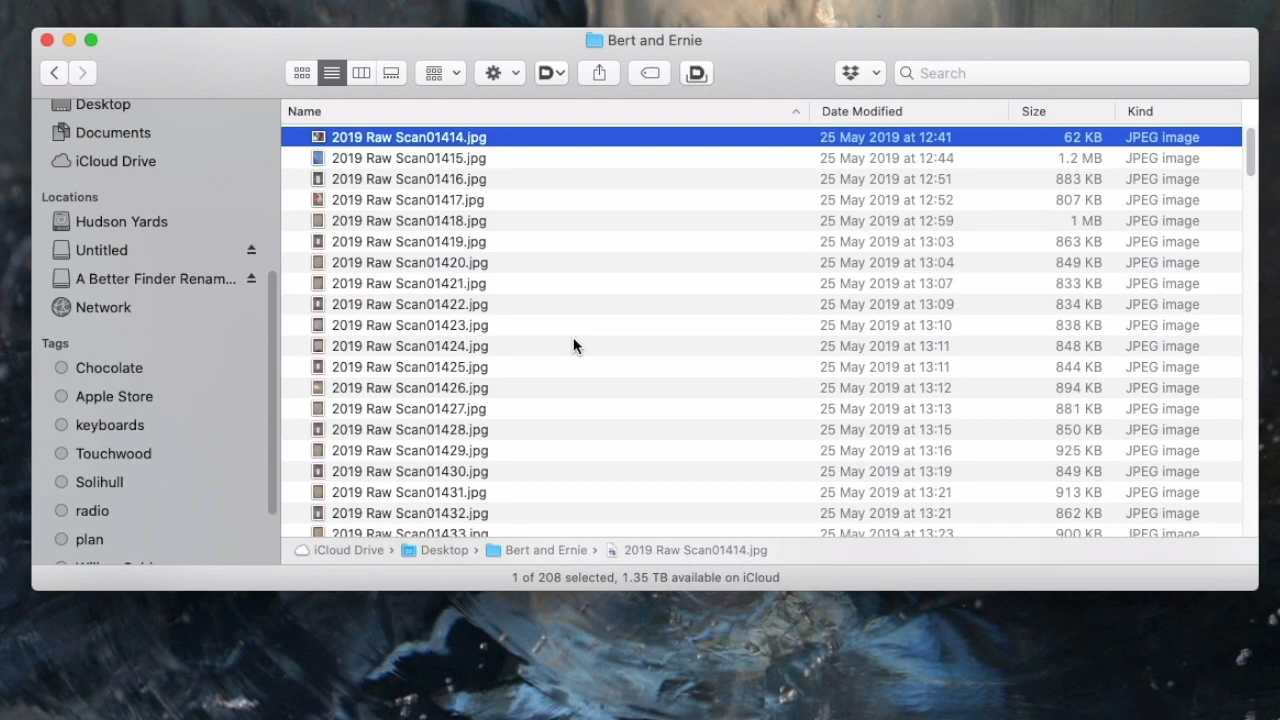 Bert and Ernie
Search
Desktop
Documents
iCloud Drive
Locations
Hudson Yards
Untitled
A Better Finder Renam...
Network
Tags
Chocolate
Apple Store
keyboards
Touchwood
Solihull
radio
plan
Name Date Modified Size Kind
2019 Raw Scan01414.jpg 25 May 2019 at 12:41 62 KB JPEG image
2019 Raw Scan01415.jpg 25 May 2019 at 12:44 1.2 MB JPEG image
2019 Raw Scan01416.jpg 25 May 2019 at 12:51 883 KB JPEG image
2019 Raw Scan01417.jpg 25 May 2019 at 12:52 807 KB JPEG image
2019 Raw Scan01418.jpg 25 May 2019 at 12:59 1 MB JPEG image
2019 Raw Scan01419.jpg 25 May 2019 at 13:03 863 KB JPEG image
2019 Raw Scan01420.jpg 25 May 2019 at 13:04 849 KB JPEG image
2019 Raw Scan01421.jpg 25 May 2019 at 13:07 833 KB JPEG image
2019 Raw Scan01422.jpg 25 May 2019 at 13:09 834 KB JPEG image
2019 Raw Scan01423.jpg 25 May 2019 at 13:10 838 KB JPEG image
2019 Raw Scan01424.jpg 25 May 2019 at 13:11 848 KB JPEG image
2019 Raw Scan01425.jpg 25 May 2019 at 13:11 844 KB JPEG image
2019 Raw Scan01426.jpg 25 May 2019 at 13:12 894 KB JPEG image
2019 Raw Scan01427.jpg 25 May 2019 at 13:13 881 KB JPEG image
2019 Raw Scan01428.jpg 25 May 2019 at 13:15 850 KB JPEG image
2019 Raw Scan01429.jpg 25 May 2019 at 13:16 925 KB JPEG image
2019 Raw Scan01430.jpg 25 May 2019 at 13:19 849 KB JPEG image
2019 Raw Scan01431.jpg 25 May 2019 at 13:21 913 KB JPEG image
2019 Raw Scan01432.jpg 25 May 2019 at 13:21 862 KB JPEG image
2019 Raw Scan01433.jpg 25 May 2019 at 13:23 900 KB JPEG image
iCloud Drive › Desktop › Bert and Ernie › 2019 Raw Scan01414.jpg
1 of 208 selected, 1.35 TB available on iCloud